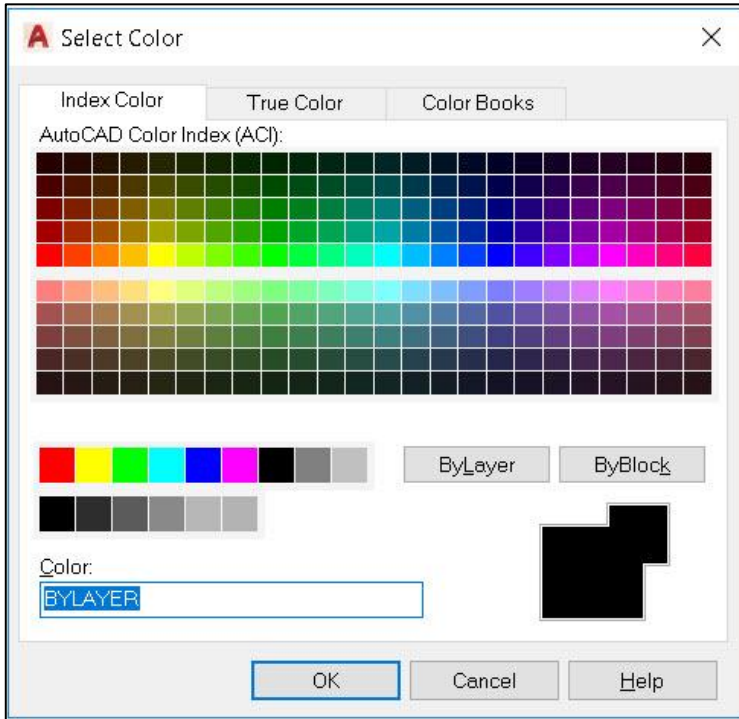 Select Color
Index Color
True Color
Color Books
AutoCAD Color Index (ACI):
ByLayer
ByBlock
Color:
BYLAYER
OK
Cancel
Help